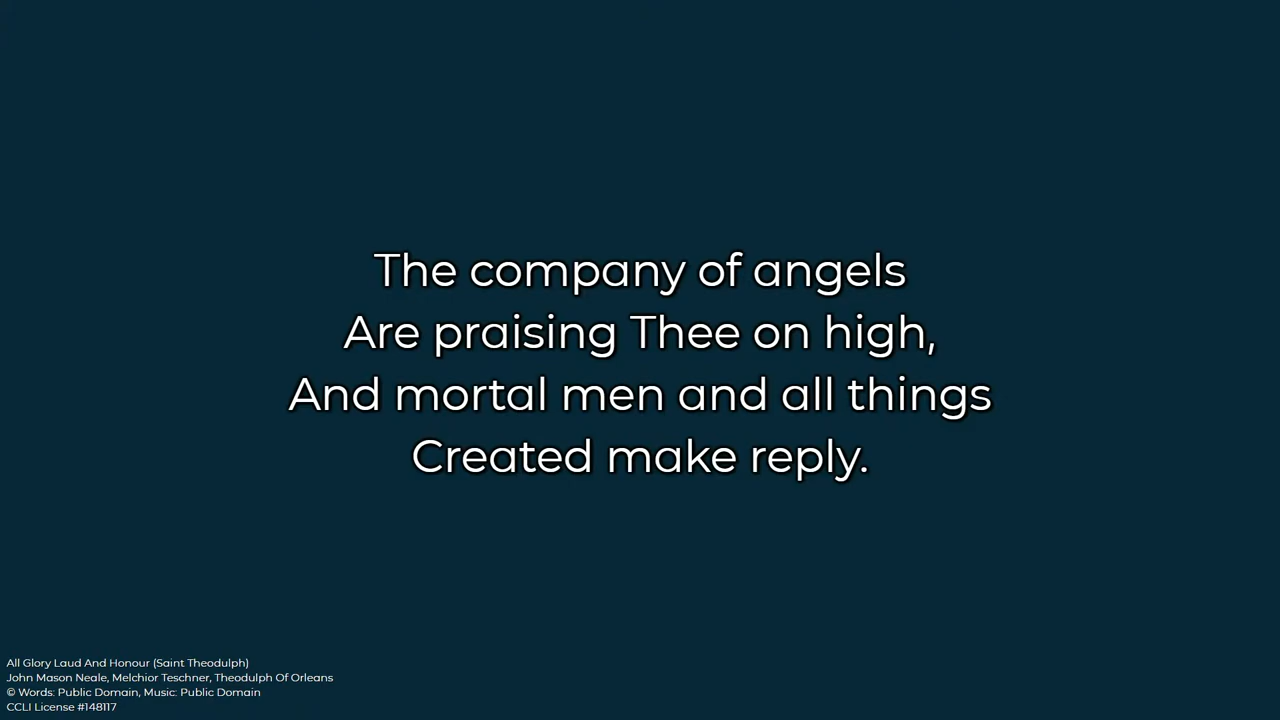 The company of angels
Are praising Thee on high,
And mortal men and all things
Created make reply.
All Glory Laud And Honour (Saint Theodulph)
John Mason Neale, Melchior Teschner, Theodulph Of Orleans
© Words: Public Domain, Music: Public Domain
CCLI License #148117